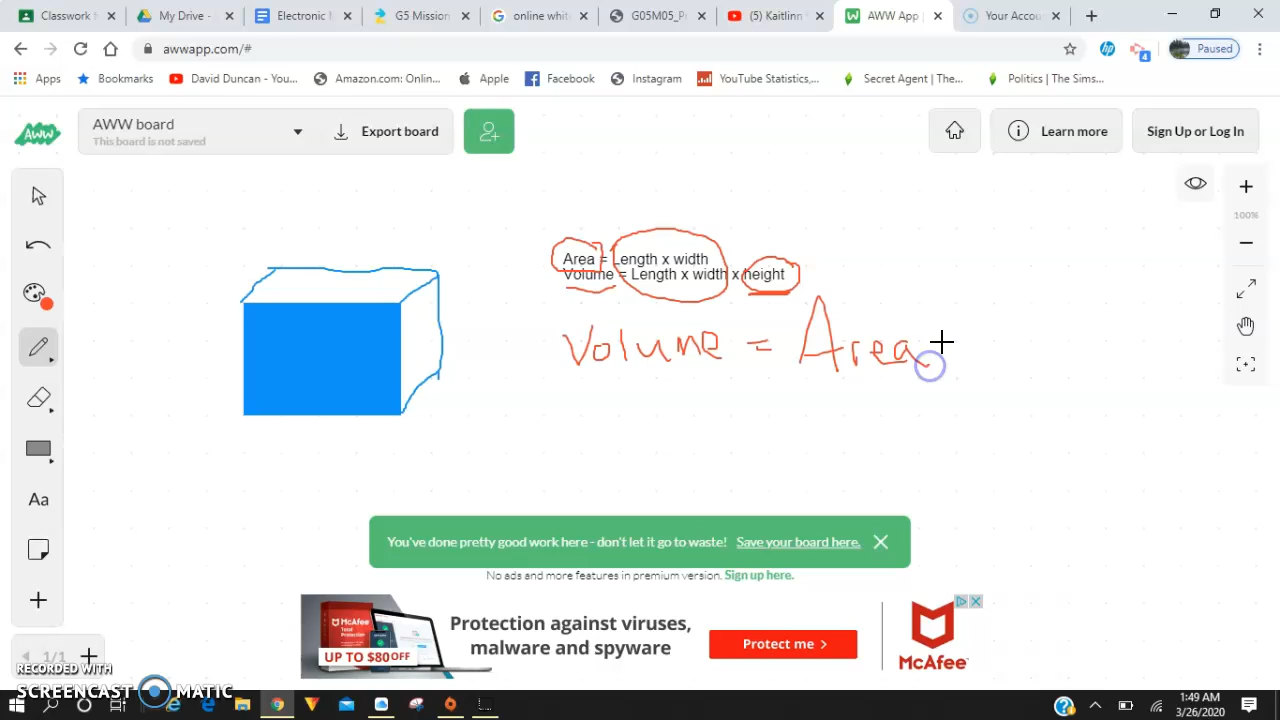 Classwork
My Drive -
Electronic
G5 Mission
online whit
G05M05_P
(5) Kaitlinn
AWW App
Your Accou
awwapp.com/#
4
Paused
Apps
Bookmarks
David Duncan - You...
Amazon.com: Onlin...
Apple
Facebook
Instagram
YouTube Statistics,...
Secret Agent | The...
Politics | The Sims...
AWW
AWW board
This board is not saved
Export board
Learn more
Sign Up or Log In
100%
Area = Length x width
Volume = Length x width x height
Volume = Area
Aa
You've done pretty good work here - don't let it go to waste! Save your board here.
No ads and more features in premium version. Sign up here.
McAfee
UP TO $80 OFF
Protection against viruses,
malware and spyware
Protect me >
McAfee
1/1
RECORDED WITH
SCREENCAST MATIC
1:49 AM
3/26/2020